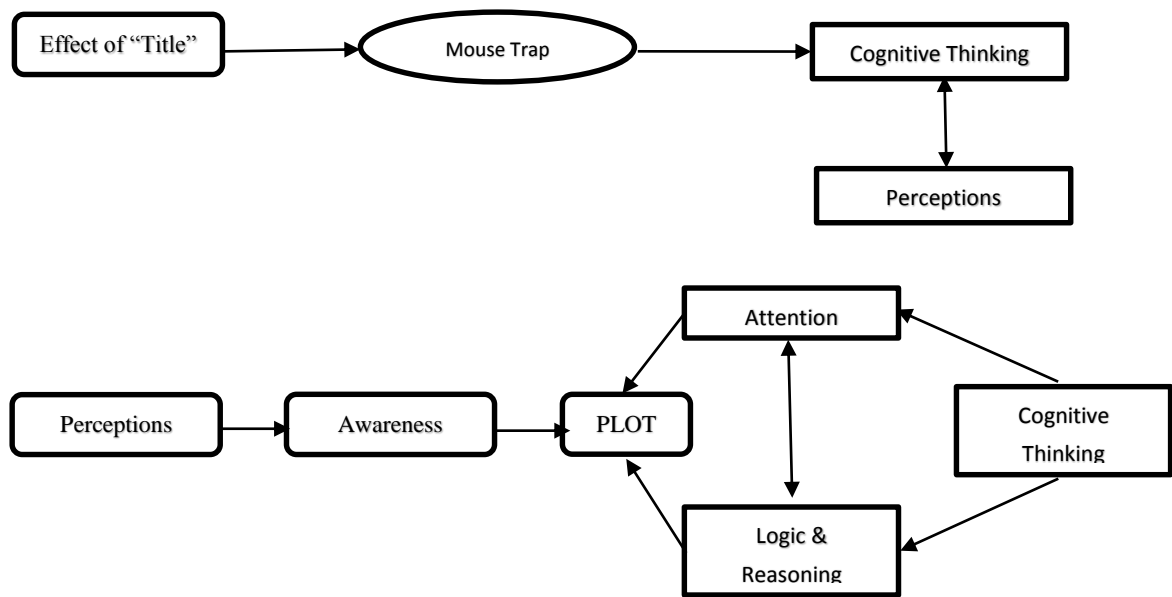 Effect of “Title”
Mouse Trap
Cognitive Thinking
Perceptions
Attention
Perceptions
Awareness
PLOT
Cognitive
Thinking
Logic &
Reasoning